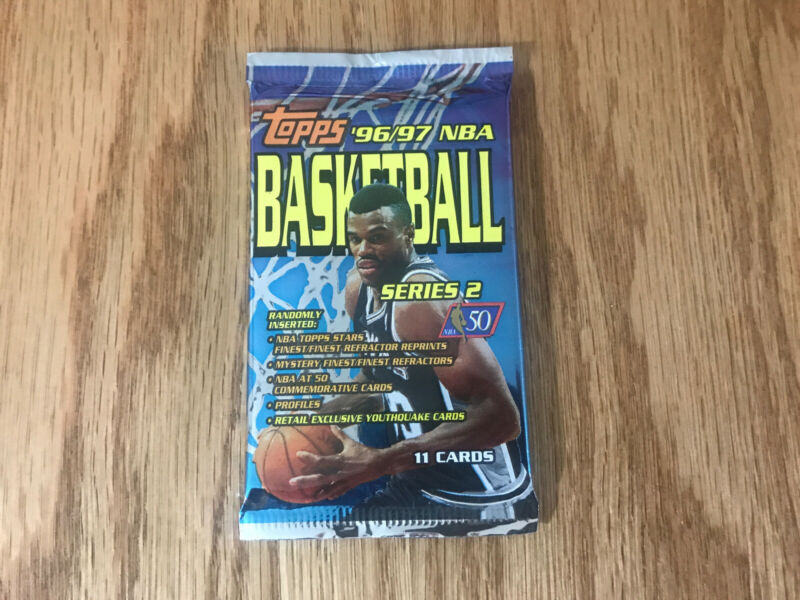 TOPPS '96/97 NBA
BASKETBALL
SERIES 2
NBA 50
RANDOMLY
INSERTED:
• NBA TOPPS STARS
FINEST/FINEST REFRACTOR REPRINTS
• MYSTERY FINEST/FINEST REFRACTORS
• NBA AT 50
COMMEMORATIVE CARDS
• PROFILES
• RETAIL EXCLUSIVE YOUTHQUAKE CARDS
11 CARDS